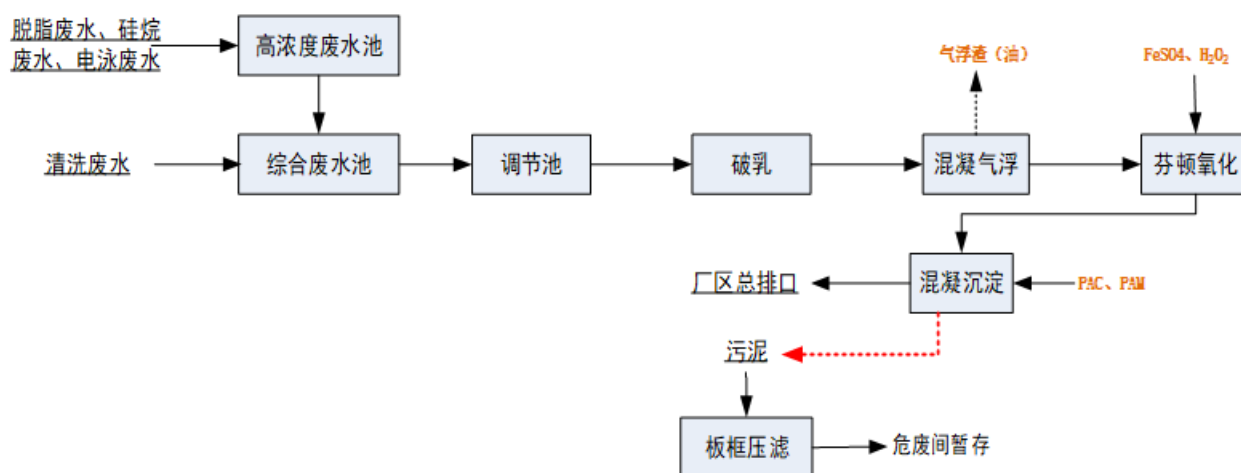 脱脂废水、硅烷
废水、电泳废水
高浓度废水池
气浮渣（油）
FeSO4、H₂O₂
清洗废水
综合废水池
调节池
破乳
混凝气浮
芬顿氧化
厂区总排口
混凝沉淀
PAC、PAM
污泥
板框压滤
危废间暂存